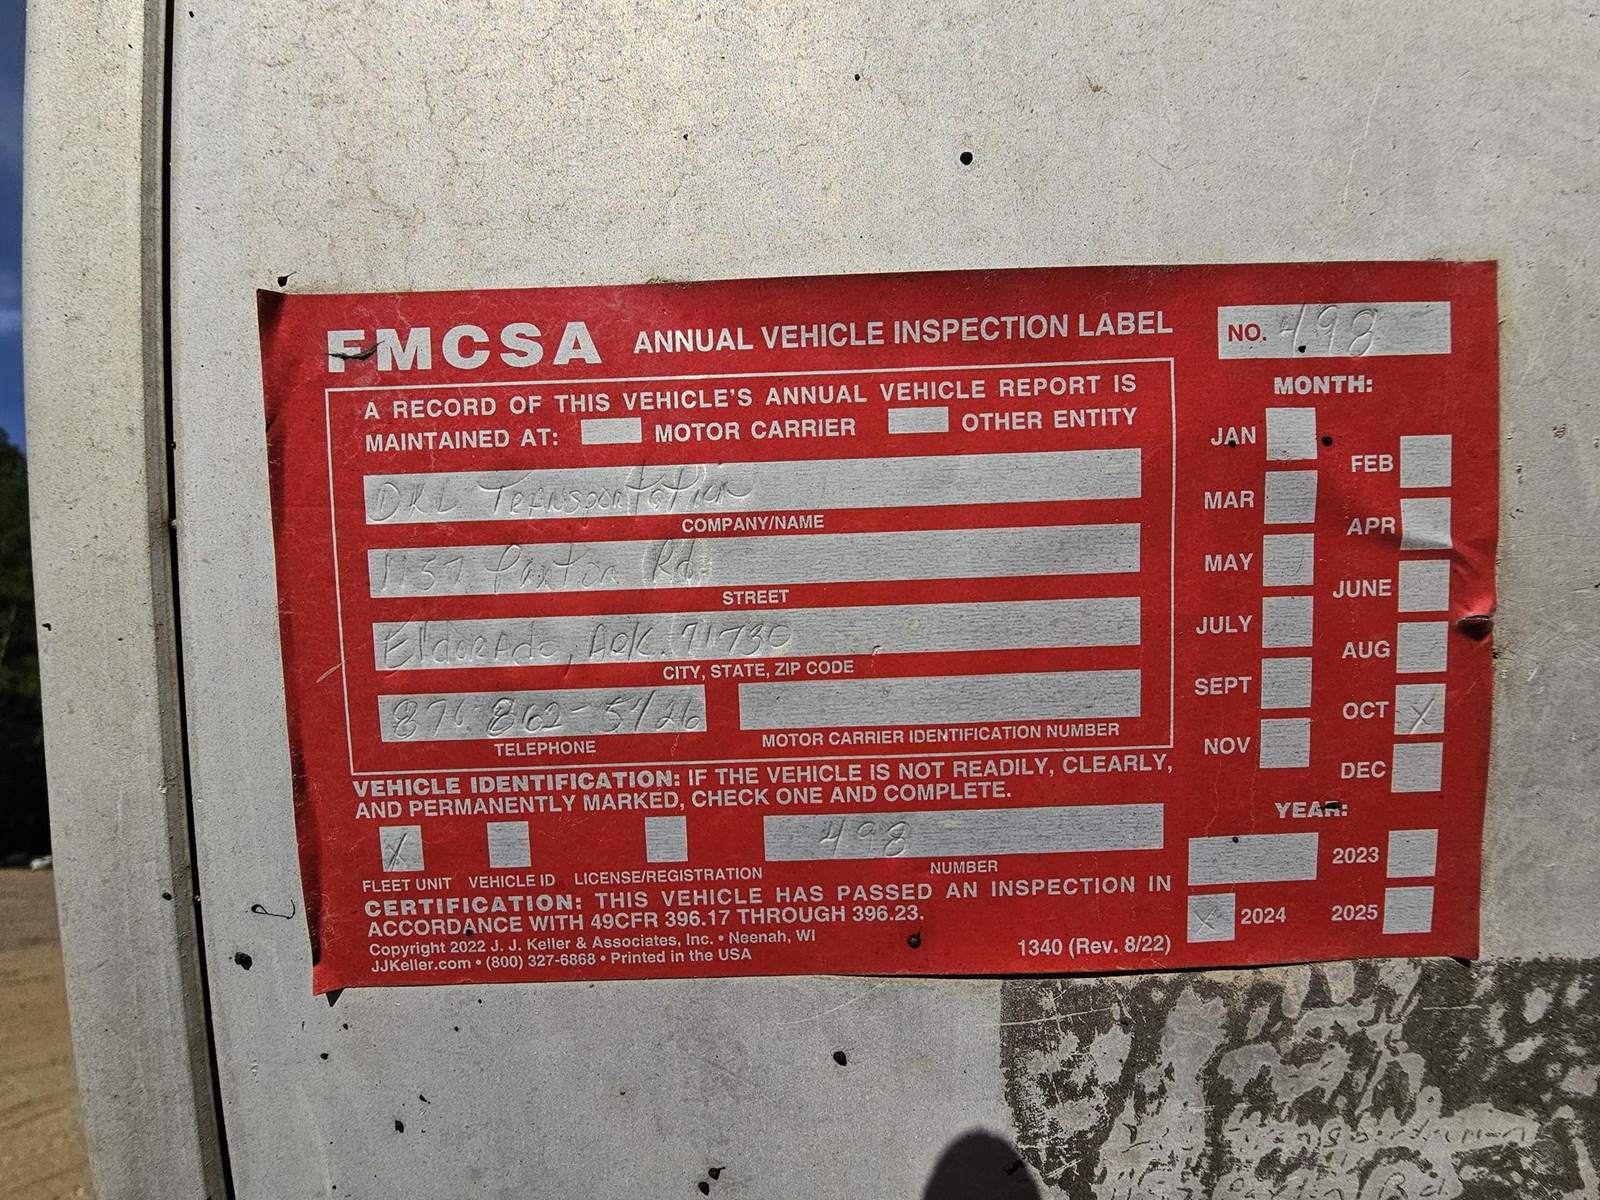 FMCSA ANNUAL VEHICLE INSPECTION LABEL
NO. 498
A RECORD OF THIS VEHICLE'S ANNUAL VEHICLE REPORT IS
MAINTAINED AT: MOTOR CARRIER OTHER ENTITY
DKL Transportation
COMPANY/NAME
1157 Paxton Rd.
STREET
Eldorado, Ark. 71730
CITY, STATE, ZIP CODE
870 862-5426
TELEPHONE
MOTOR CARRIER IDENTIFICATION NUMBER
VEHICLE IDENTIFICATION: IF THE VEHICLE IS NOT READILY, CLEARLY,
AND PERMANENTLY MARKED, CHECK ONE AND COMPLETE.
X 498
FLEET UNIT VEHICLE ID LICENSE/REGISTRATION NUMBER
CERTIFICATION: THIS VEHICLE HAS PASSED AN INSPECTION IN
ACCORDANCE WITH 49CFR 396.17 THROUGH 396.23.
Copyright 2022 J. J. Keller & Associates, Inc. • Neenah, WI
JJKeller.com • (800) 327-6868 • Printed in the USA
1340 (Rev. 8/22)
MONTH:
JAN
FEB
MAR
APR
MAY
JUNE
JULY
AUG
SEPT
OCT X
NOV
DEC
YEAR:
2023
X 2024 2025